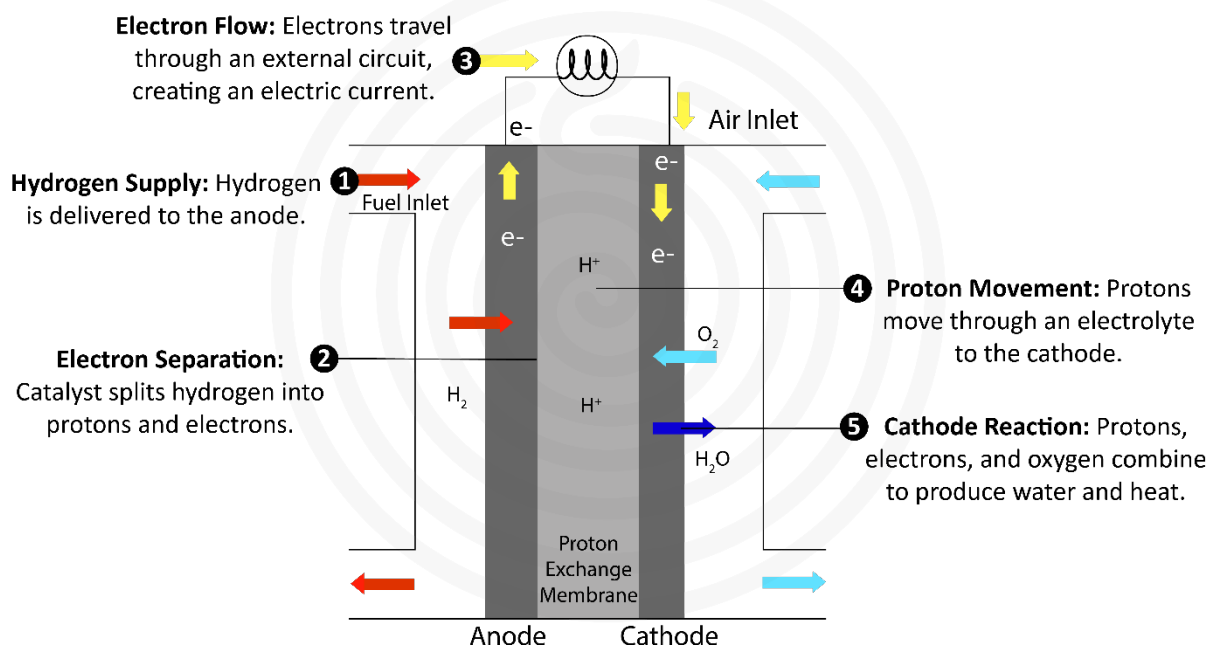 Electron Flow: Electrons travel
through an external circuit,
creating an electric current.
3
e-
Air Inlet
Hydrogen Supply: Hydrogen
is delivered to the anode.
1
Fuel Inlet
e-
e-
e-
H⁺
4
Proton Movement: Protons
move through an electrolyte
to the cathode.
Electron Separation:
Catalyst splits hydrogen into
protons and electrons.
2
H₂
H⁺
O₂
H₂O
5
Cathode Reaction: Protons,
electrons, and oxygen combine
to produce water and heat.
Proton
Exchange
Membrane
Anode
Cathode